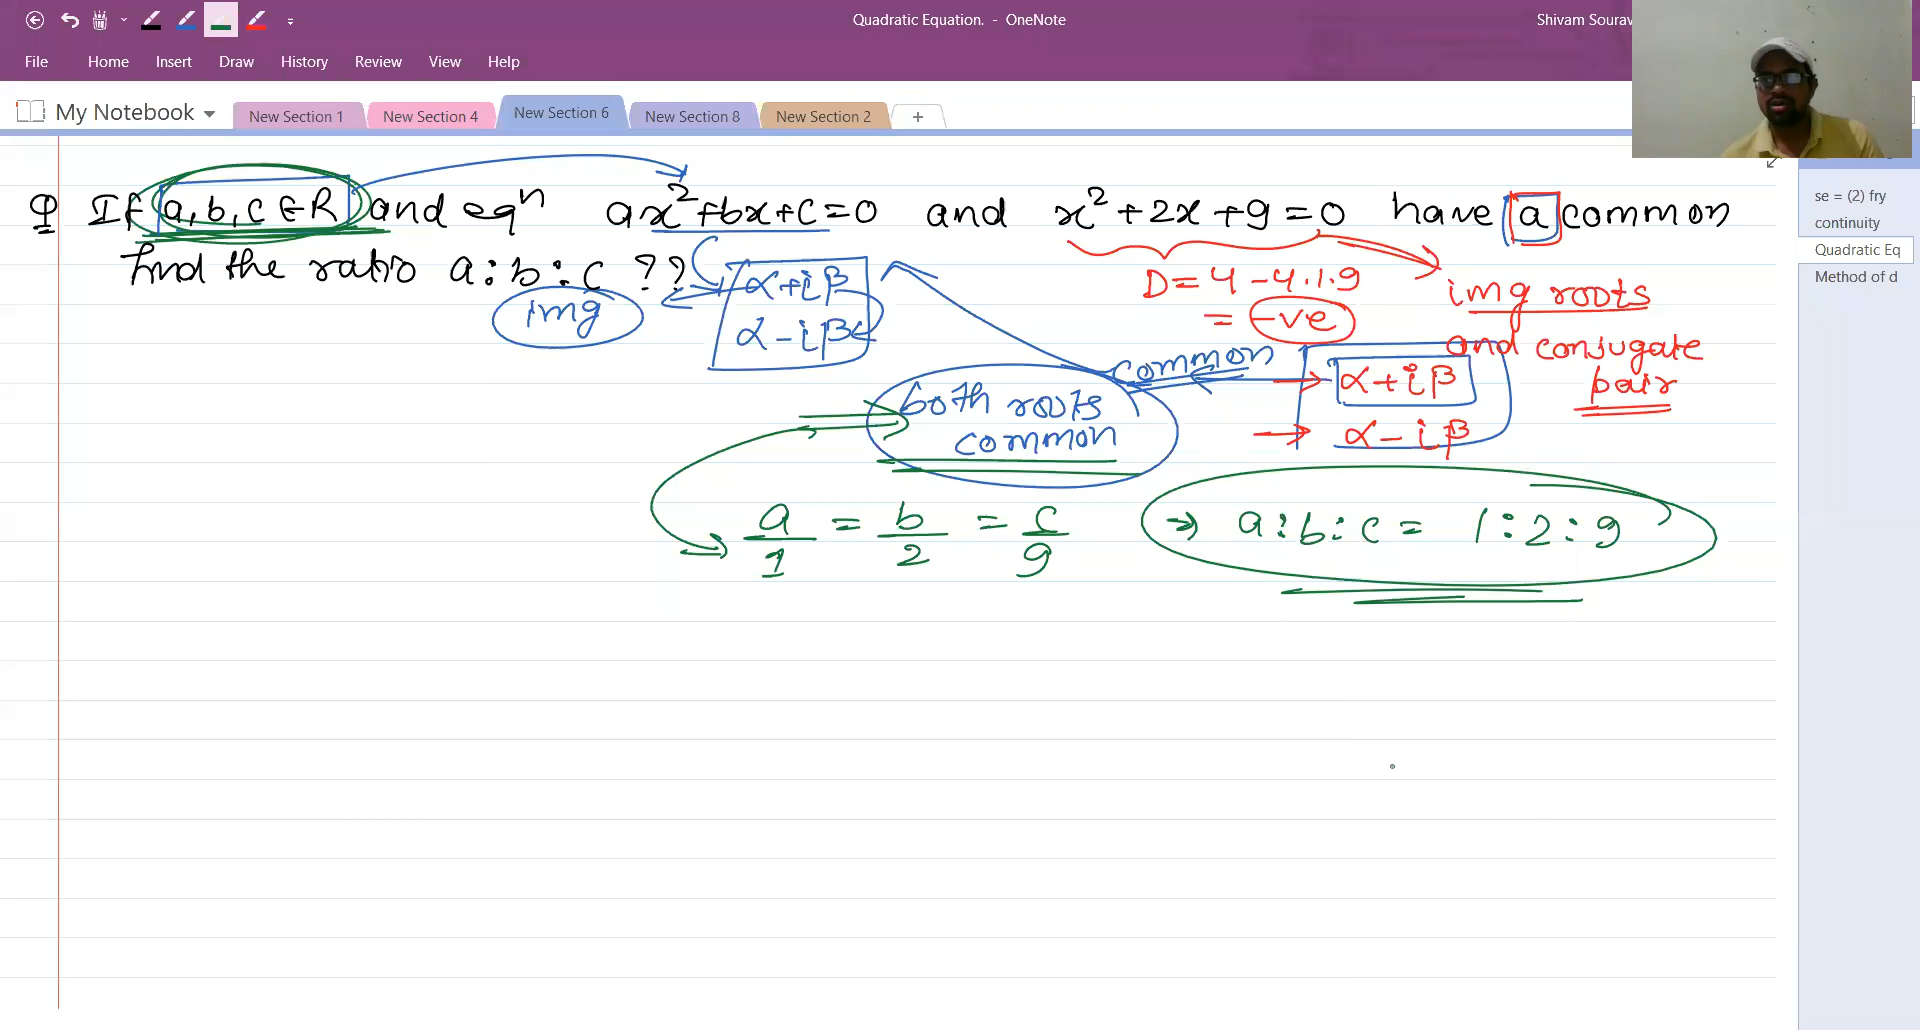 Quadratic Equation. - OneNote
Shivam Sourav
File Home Insert Draw History Review View Help
My Notebook
New Section 1 New Section 4 New Section 6 New Section 8 New Section 2 +
se = (2) fry
continuity
Quadratic Eq
Method of d
Q If a, b, c ∈ R and eqⁿ ax²+bx+c=0 and x²+2x+9=0 have a common
find the ratio a:b:c ??
α+iβ
α-iβ
img
D = 4 - 4.1.9
= -ve
img roots
and conjugate
pair
common
α+iβ
α-iβ
both roots
common
a/1 = b/2 = c/9
⇒ a:b:c = 1:2:9